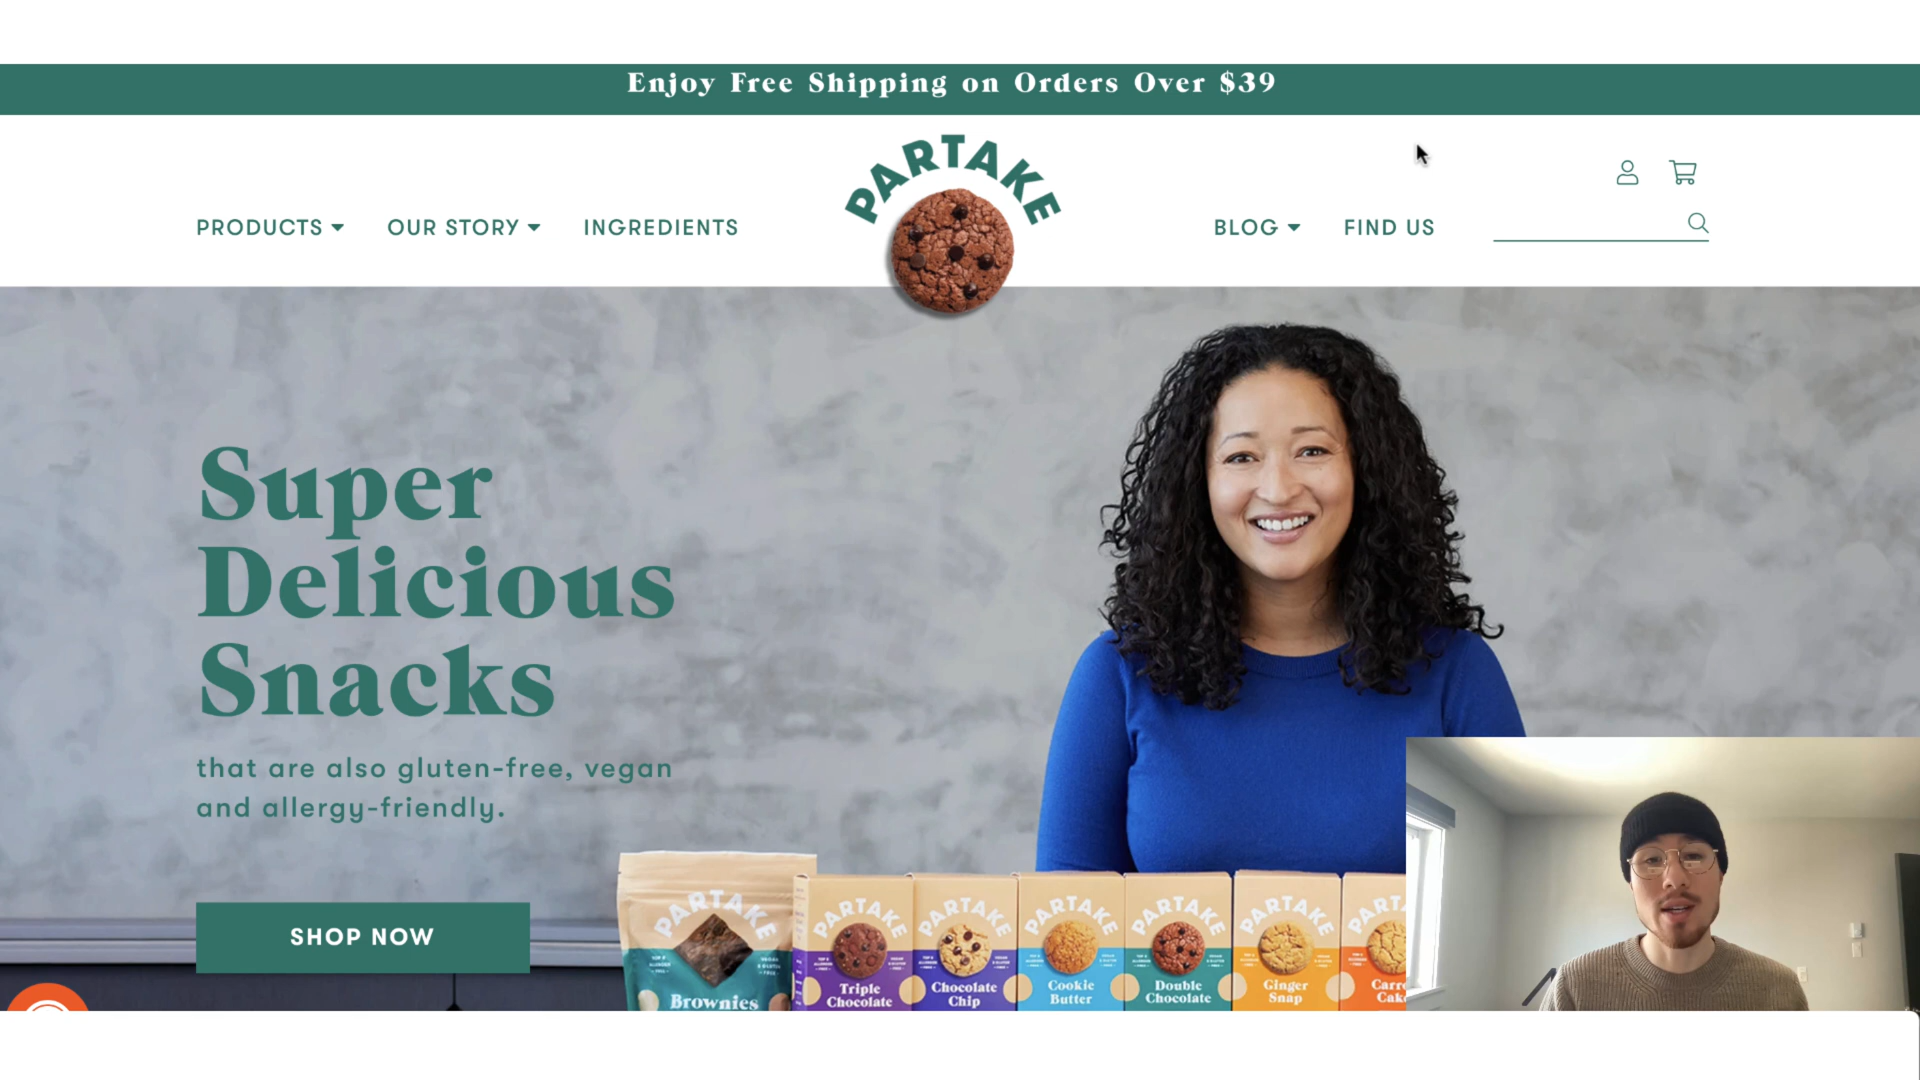 Enjoy Free Shipping on Orders Over $39
PARTAKE
PRODUCTS
OUR STORY
INGREDIENTS
BLOG
FIND US
Super
Delicious
Snacks
that are also gluten-free, vegan
and allergy-friendly.
SHOP NOW
PARTAKE
Brownies
PARTAKE
Triple
Chocolate
PARTAKE
Chocolate
Chip
PARTAKE
Cookie
Butter
PARTAKE
Double
Chocolate
PARTAKE
Ginger
Snap